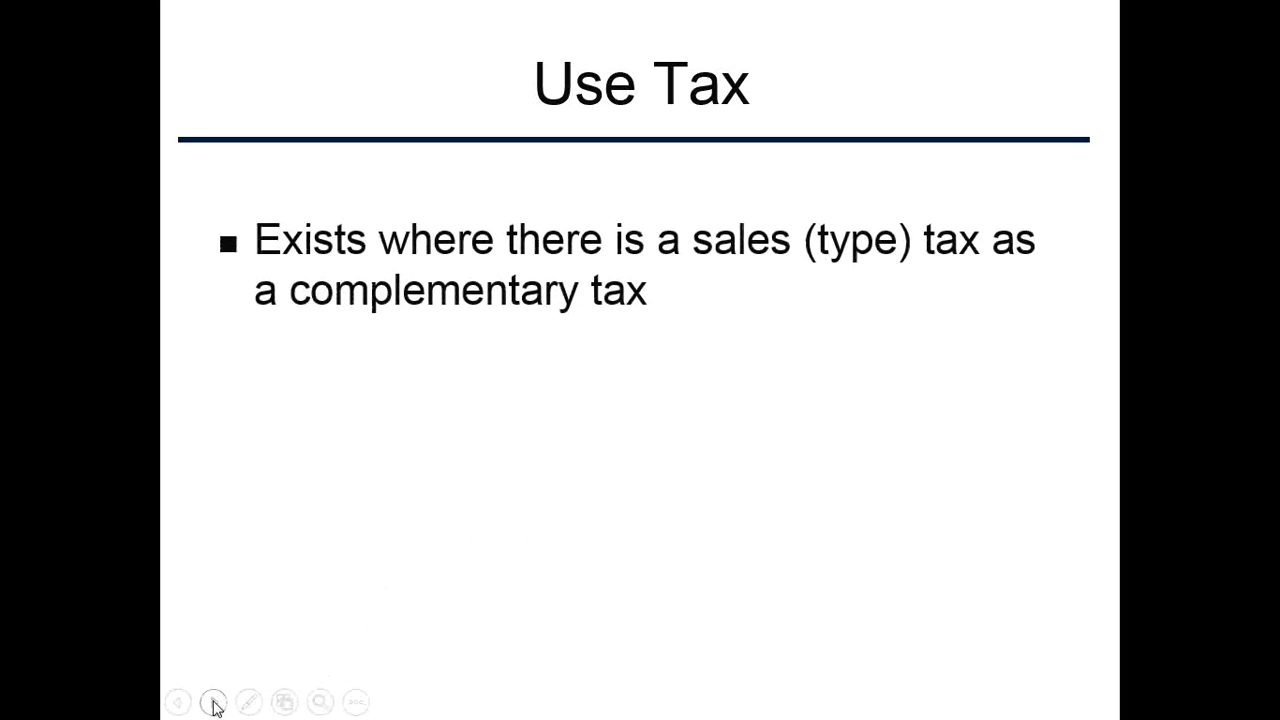 Use Tax
■ Exists where there is a sales (type) tax as
a complementary tax